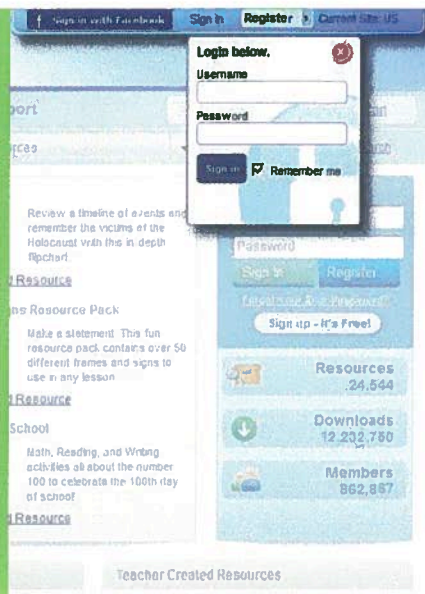 Sign in with Facebook Sign in Register Current Site: US
Login below.
Username
Password
Sign in Remember me
port
rces
Review a timeline of events and
remember the victims of the
Holocaust with this in depth
flipchart
d Resource
ns Resource Pack
Make a statement This fun
resource pack contains over 50
different frames and signs to
use in any lesson
d Resource
School
Math, Reading, and Writing
activities all about the number
100 to celebrate the 100th day
of school!
d Resource
Password
Sign In Register
Sign up - It's Free!
Resources
24,544
Downloads
12,232,750
Members
862,867
Teacher Created Resources